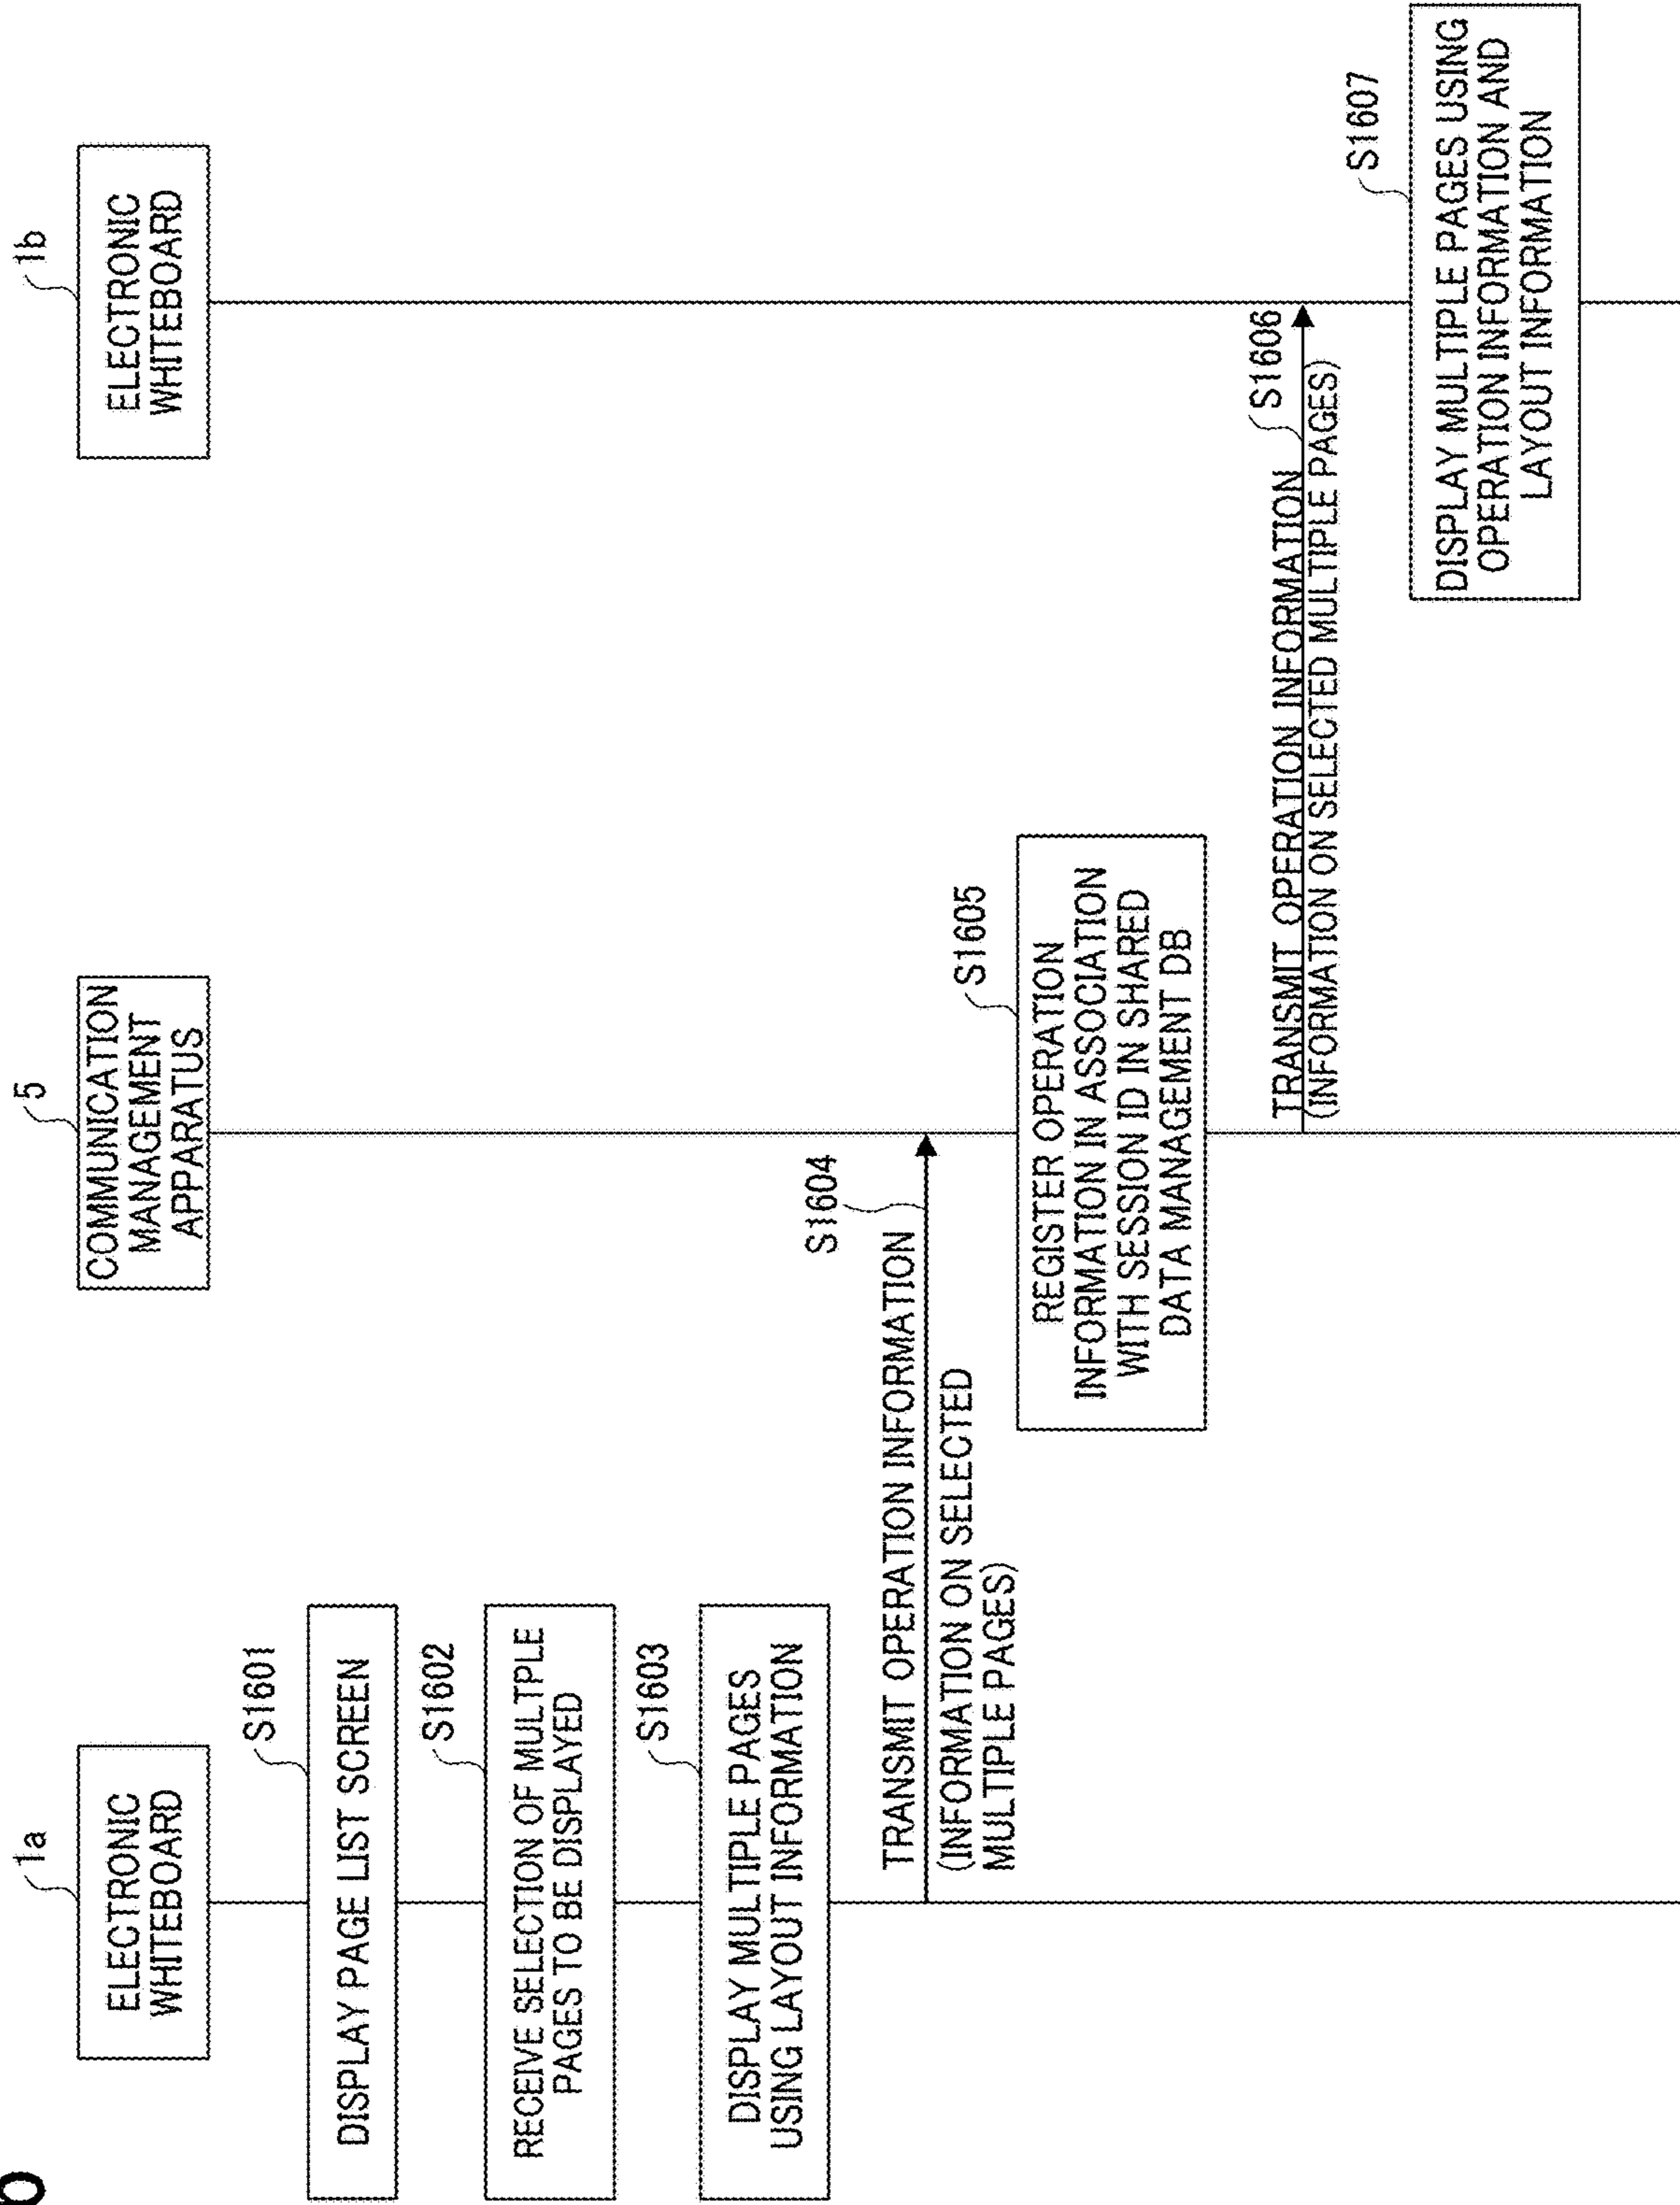 1a
ELECTRONIC
WHITEBOARD
5
COMMUNICATION
MANAGEMENT
APPARATUS
1b
ELECTRONIC
WHITEBOARD
S1601
DISPLAY PAGE LIST SCREEN
S1602
RECEIVE SELECTION OF MULTPLE
PAGES TO BE DISPLAYED
S1603
DISPLAY MULTIPLE PAGES
USING LAYOUT INFORMATION
S1604
TRANSMIT OPERATION INFORMATION
(INFORMATION ON SELECTED
MULTIPLE PAGES)
S1605
REGISTER OPERATION
INFORMATION IN ASSOCIATION
WITH SESSION ID IN SHARED
DATA MANAGEMENT DB
S1606
TRANSMIT OPERATION INFORMATION
(INFORMATION ON SELECTED MULTIPLE PAGES)
S1607
DISPLAY MULTIPLE PAGES USING
OPERATION INFORMATION AND
LAYOUT INFORMATION